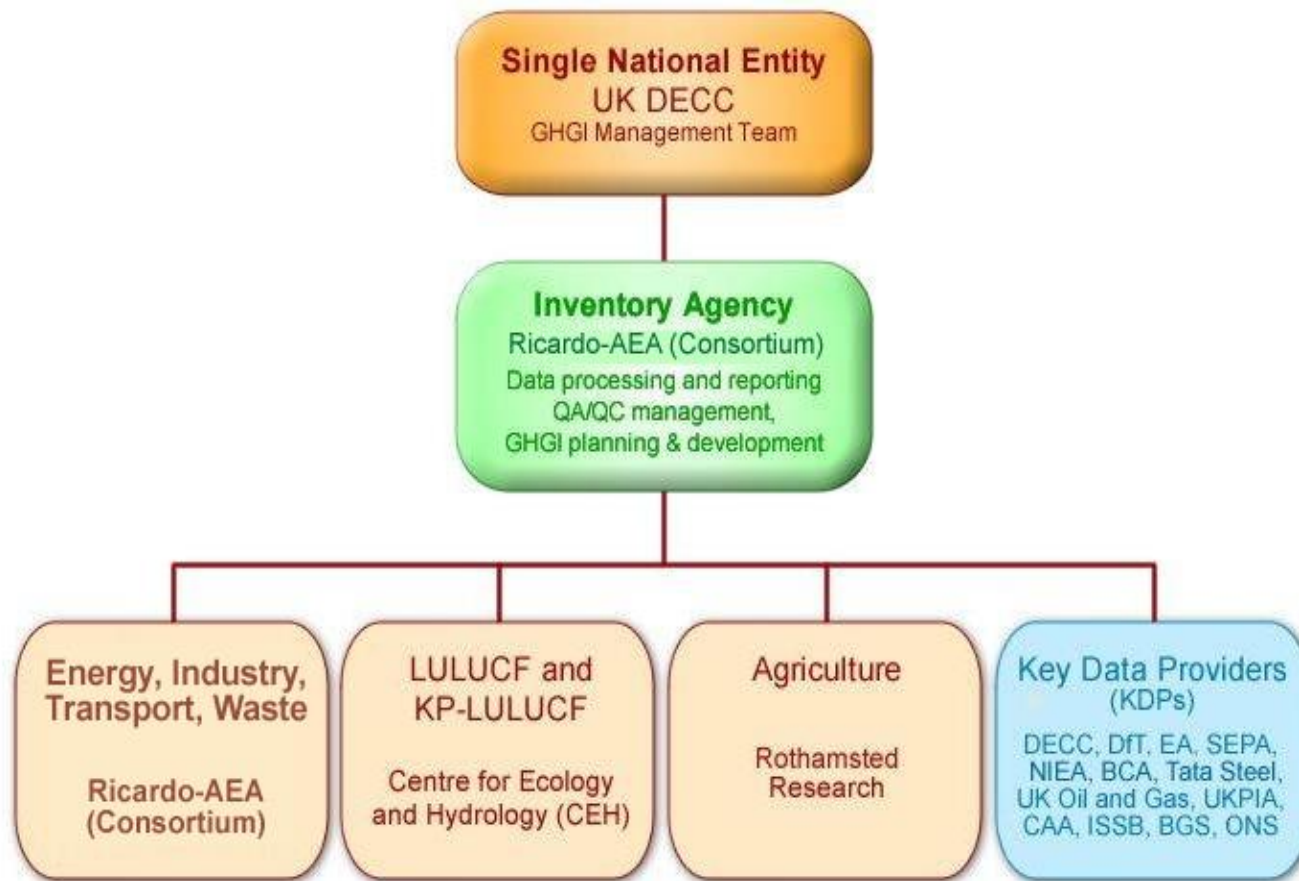 Single National Entity
UK DECC
GHGI Management Team
Inventory Agency
Ricardo-AEA (Consortium)
Data processing and reporting
QA/QC management,
GHGI planning & development
Energy, Industry,
Transport, Waste
Ricardo-AEA
(Consortium)
LULUCF and
KP-LULUCF
Centre for Ecology
and Hydrology (CEH)
Agriculture
Rothamsted
Research
Key Data Providers
(KDPs)
DECC, DfT, EA, SEPA,
NIEA, BCA, Tata Steel,
UK Oil and Gas, UKPIA,
CAA, ISSB, BGS, ONS